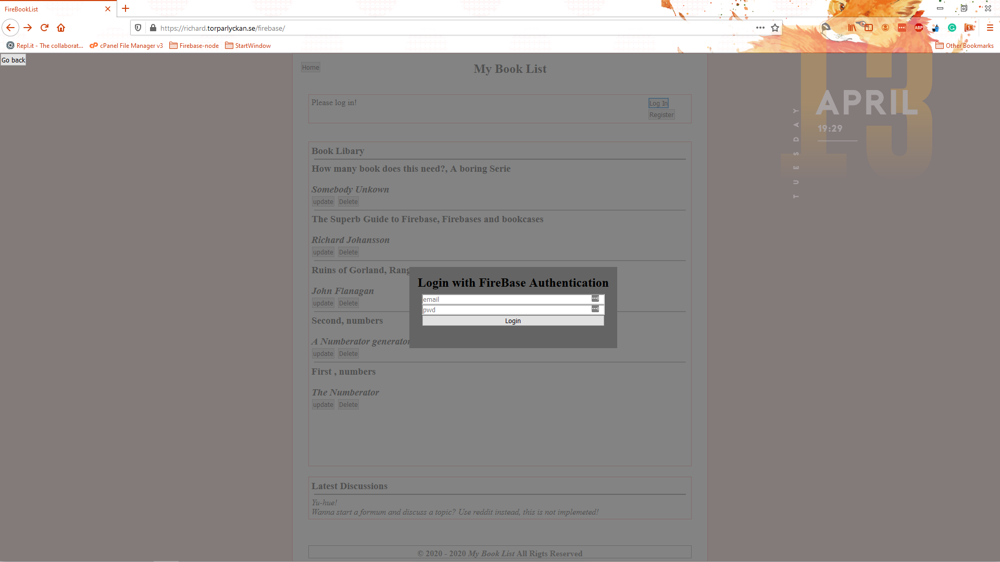 FireBookList
https://richard.torparlyckan.se/firebase/
ABP
Repl.it - The collaborat...
cPanel File Manager v3
Firebase-node
StartWindow
Other Bookmarks
Go back
Home
My Book List
Please log in!
Log In
Register
13
APRIL
19:29
TUESDAY
Book Libary
How many book does this need?, A boring Serie
Somebody Unkown
update Delete
The Superb Guide to Firebase, Firebases and bookcases
Richard Johansson
update Delete
Ruins of Gorland, Rang
John Flanagan
update Delete
Second, numbers
A Numberator generator
update Delete
First , numbers
The Numberator
update Delete
Login with FireBase Authentication
email
pwd
Login
Latest Discussions
Yu-hue!
Wanna start a formum and discuss a topic? Use reddit instead, this is not implemeted!
© 2020 - 2020 My Book List All Rigts Reserved